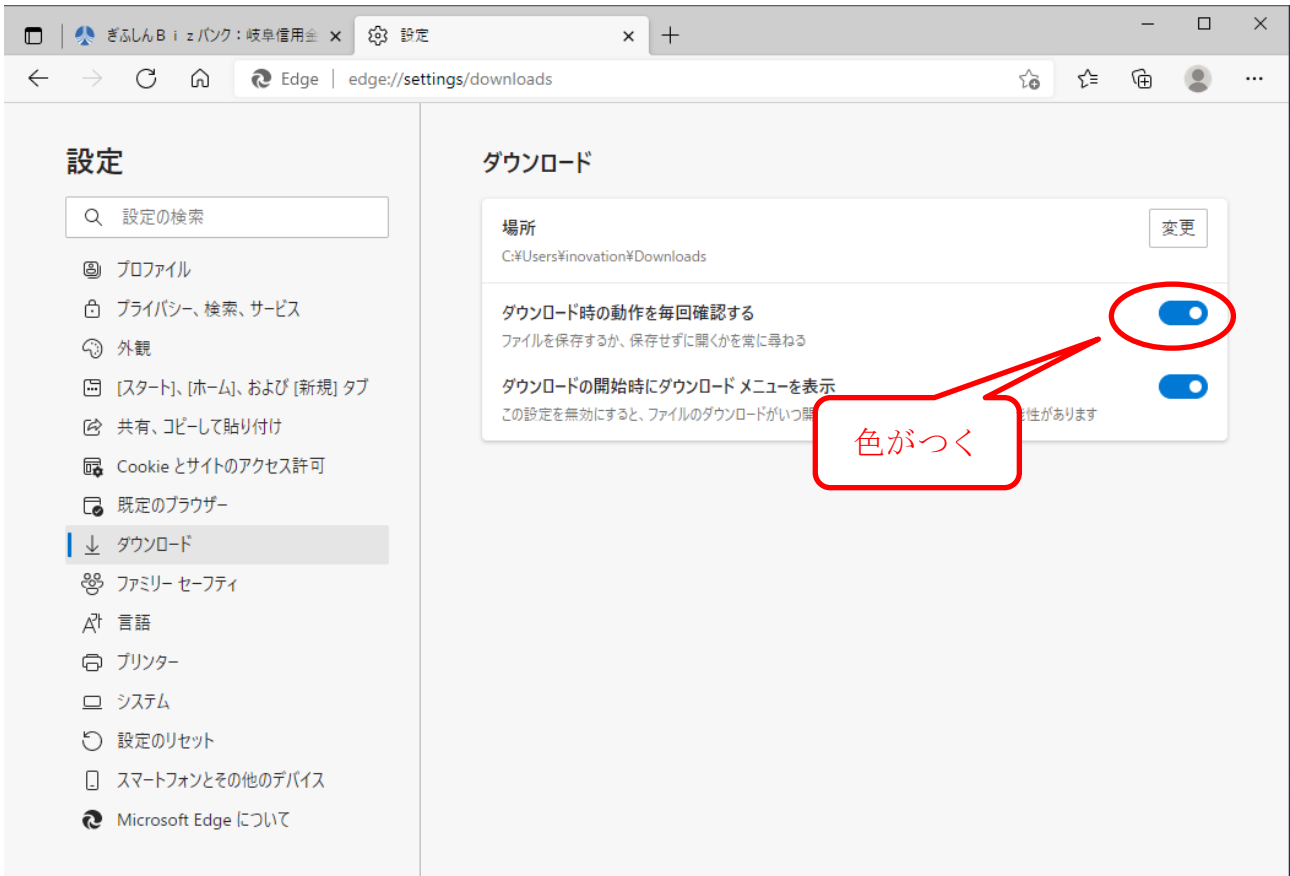 ぎふしんＢｉｚバンク：岐阜信用金
設定
Edge
edge://settings/downloads
設定
設定の検索
プロファイル
プライバシー、検索、サービス
外観
[スタート]、[ホーム]、および [新規] タブ
共有、コピーして貼り付け
Cookie とサイトのアクセス許可
既定のブラウザー
ダウンロード
ファミリー セーフティ
言語
プリンター
システム
設定のリセット
スマートフォンとその他のデバイス
Microsoft Edge について
ダウンロード
場所
C:¥Users¥inovation¥Downloads
変更
ダウンロード時の動作を毎回確認する
ファイルを保存するか、保存せずに開くかを常に尋ねる
ダウンロードの開始時にダウンロード メニューを表示
この設定を無効にすると、ファイルのダウンロードがいつ開
性があります
色がつく